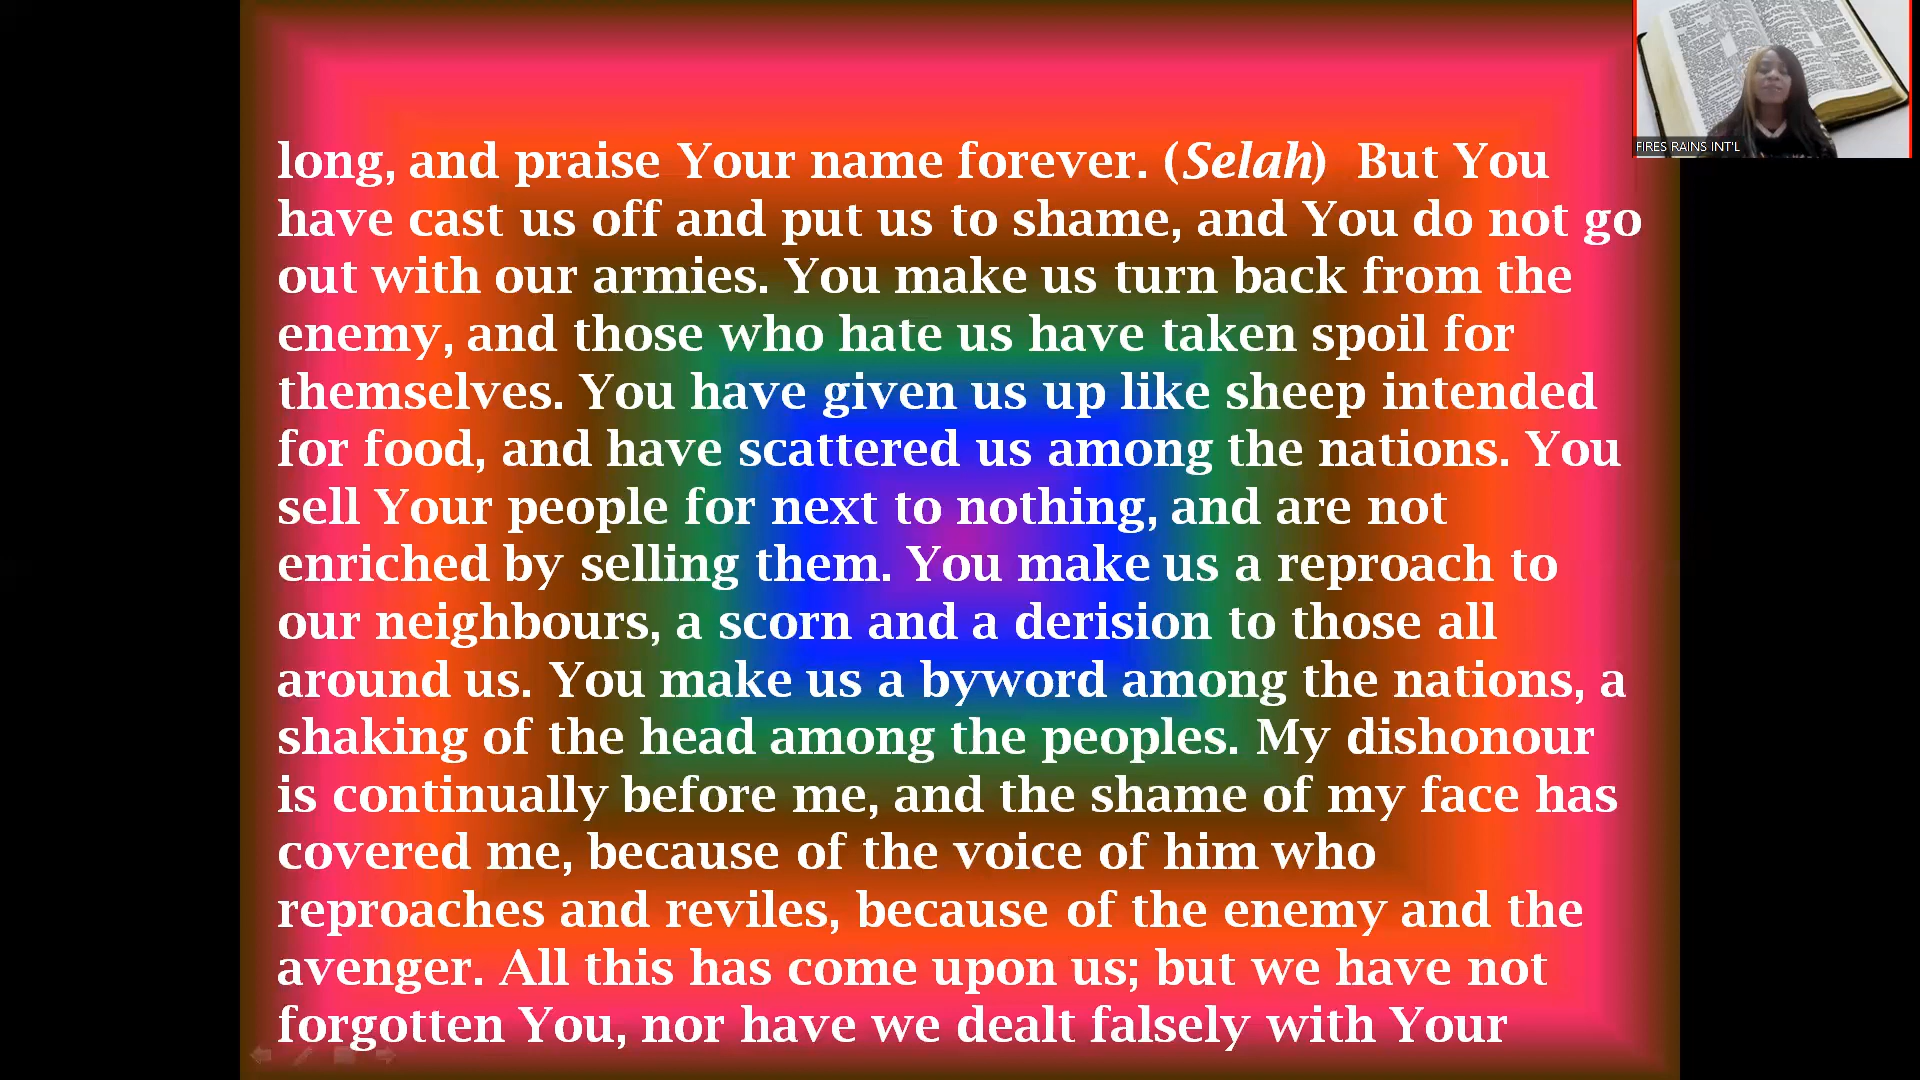 long, and praise Your name forever. (Selah) But You
have cast us off and put us to shame, and You do not go
out with our armies. You make us turn back from the
enemy, and those who hate us have taken spoil for
themselves. You have given us up like sheep intended
for food, and have scattered us among the nations. You
sell Your people for next to nothing, and are not
enriched by selling them. You make us a reproach to
our neighbours, a scorn and a derision to those all
around us. You make us a byword among the nations, a
shaking of the head among the peoples. My dishonour
is continually before me, and the shame of my face has
covered me, because of the voice of him who
reproaches and reviles, because of the enemy and the
avenger. All this has come upon us; but we have not
forgotten You, nor have we dealt falsely with Your
FIRES RAINS INT'L